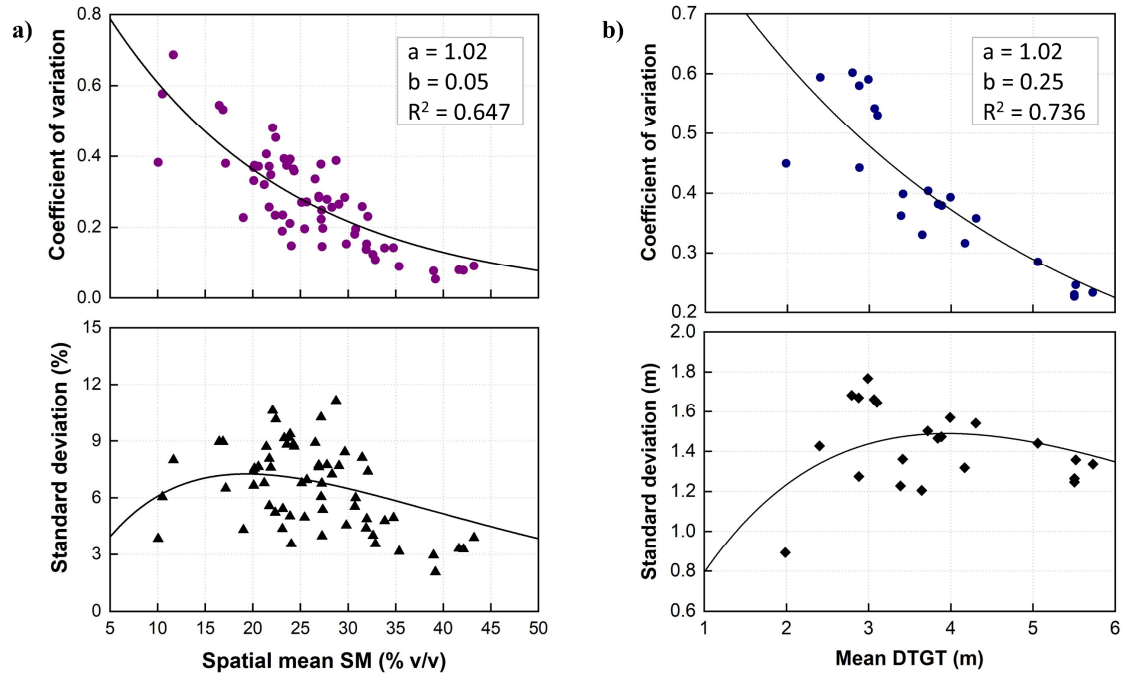 a)
0.8
0.6
0.4
0.2
0.0
Coefficient of variation
a = 1.02
b = 0.05
R² = 0.647
15
12
9
6
3
0
Standard deviation (%)
5 10 15 20 25 30 35 40 45 50
Spatial mean SM (% v/v)
b)
0.7
0.6
0.5
0.4
0.3
0.2
Coefficient of variation
a = 1.02
b = 0.25
R² = 0.736
2.0
1.8
1.6
1.4
1.2
1.0
0.8
0.6
Standard deviation (m)
1 2 3 4 5 6
Mean DTGT (m)